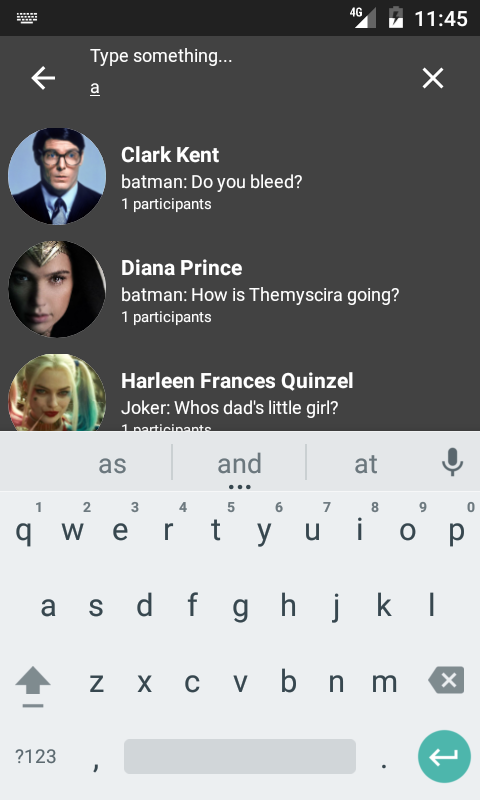 4G 11:45
Type something...
a
Clark Kent
batman: Do you bleed?
1 participants
Diana Prince
batman: How is Themyscira going?
1 participants
Harleen Frances Quinzel
Joker: Whos dad's little girl?
1 participants
as and at
1 2 3 4 5 6 7 8 9 0
q w e r t y u i o p
a s d f g h j k l
z x c v b n m
?123 , .